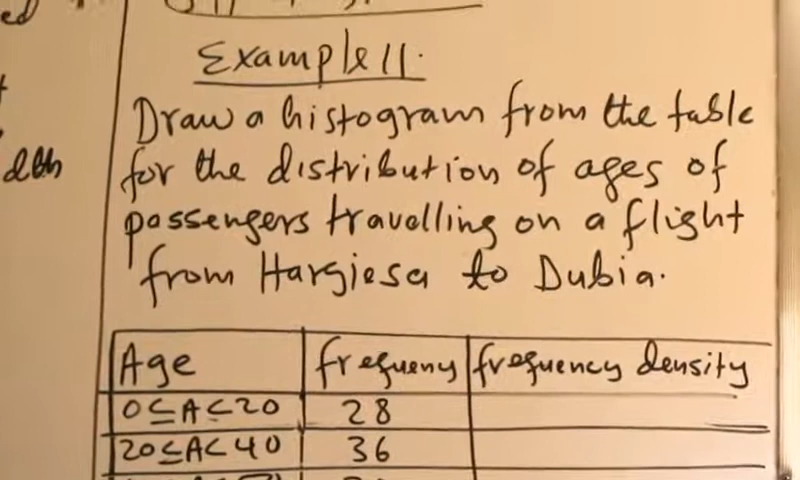 Example 11.
Draw a histogram from the table
for the distribution of ages of
passengers travelling on a flight
from Hargiesa to Dubia.
Age frequeny frequency density
0≤A<20 28
20≤A<40 36